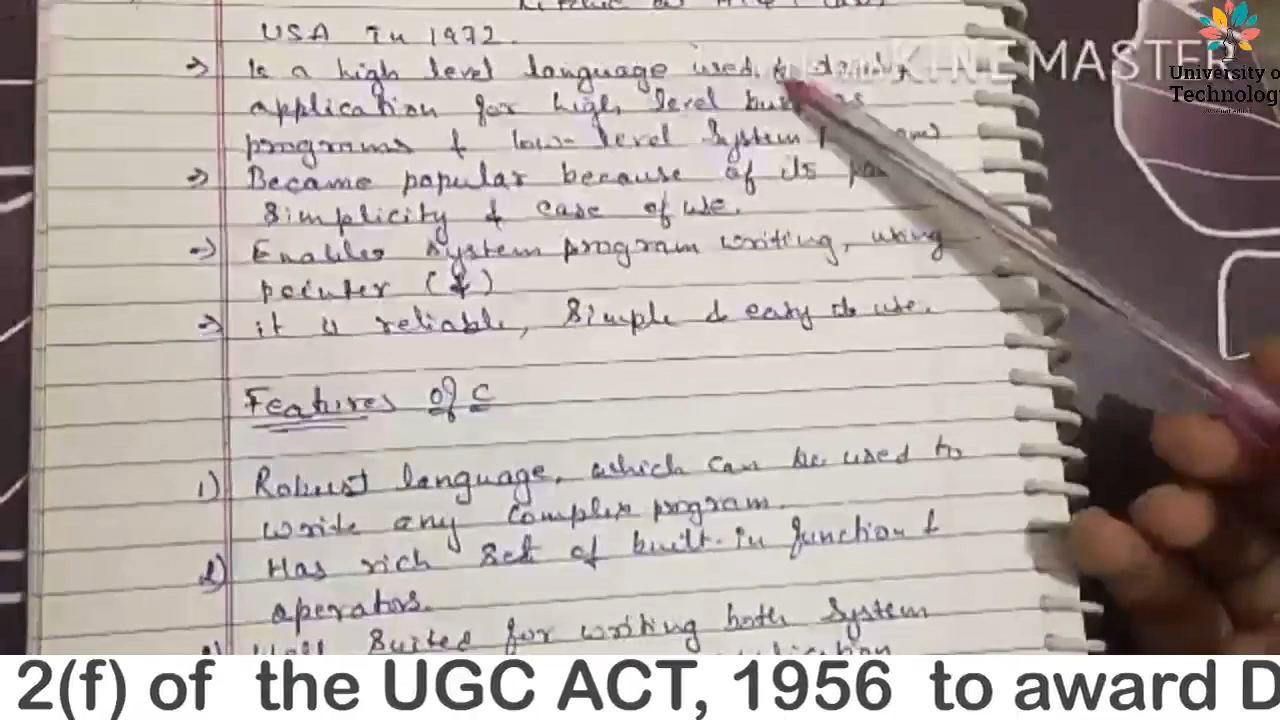 USA in 1972.
⇒ Is a high level language used to
application for high level
programs & low-level System
⇒ Became popular because of its
Simplicity & ease of use.
⇒ Enables system program writing, using
pointer (&)
⇒ it is reliable, Simple & easy to use.
Features of C
1) Robust language, which can be used to
write any complex program.
2) Has rich set of built-in function &
operators.
Well suited for writing both System
KINEMASTER
University of
Technology
2(f) of the UGC ACT, 1956 to award D